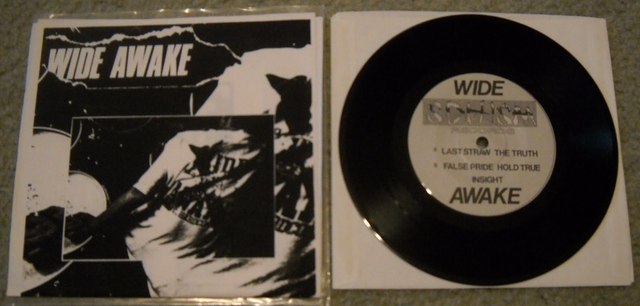 WIDE AWAKE
WIDE
LAST STRAW THE TRUTH
FALSE PRIDE HOLD TRUE
INSIGHT
AWAKE